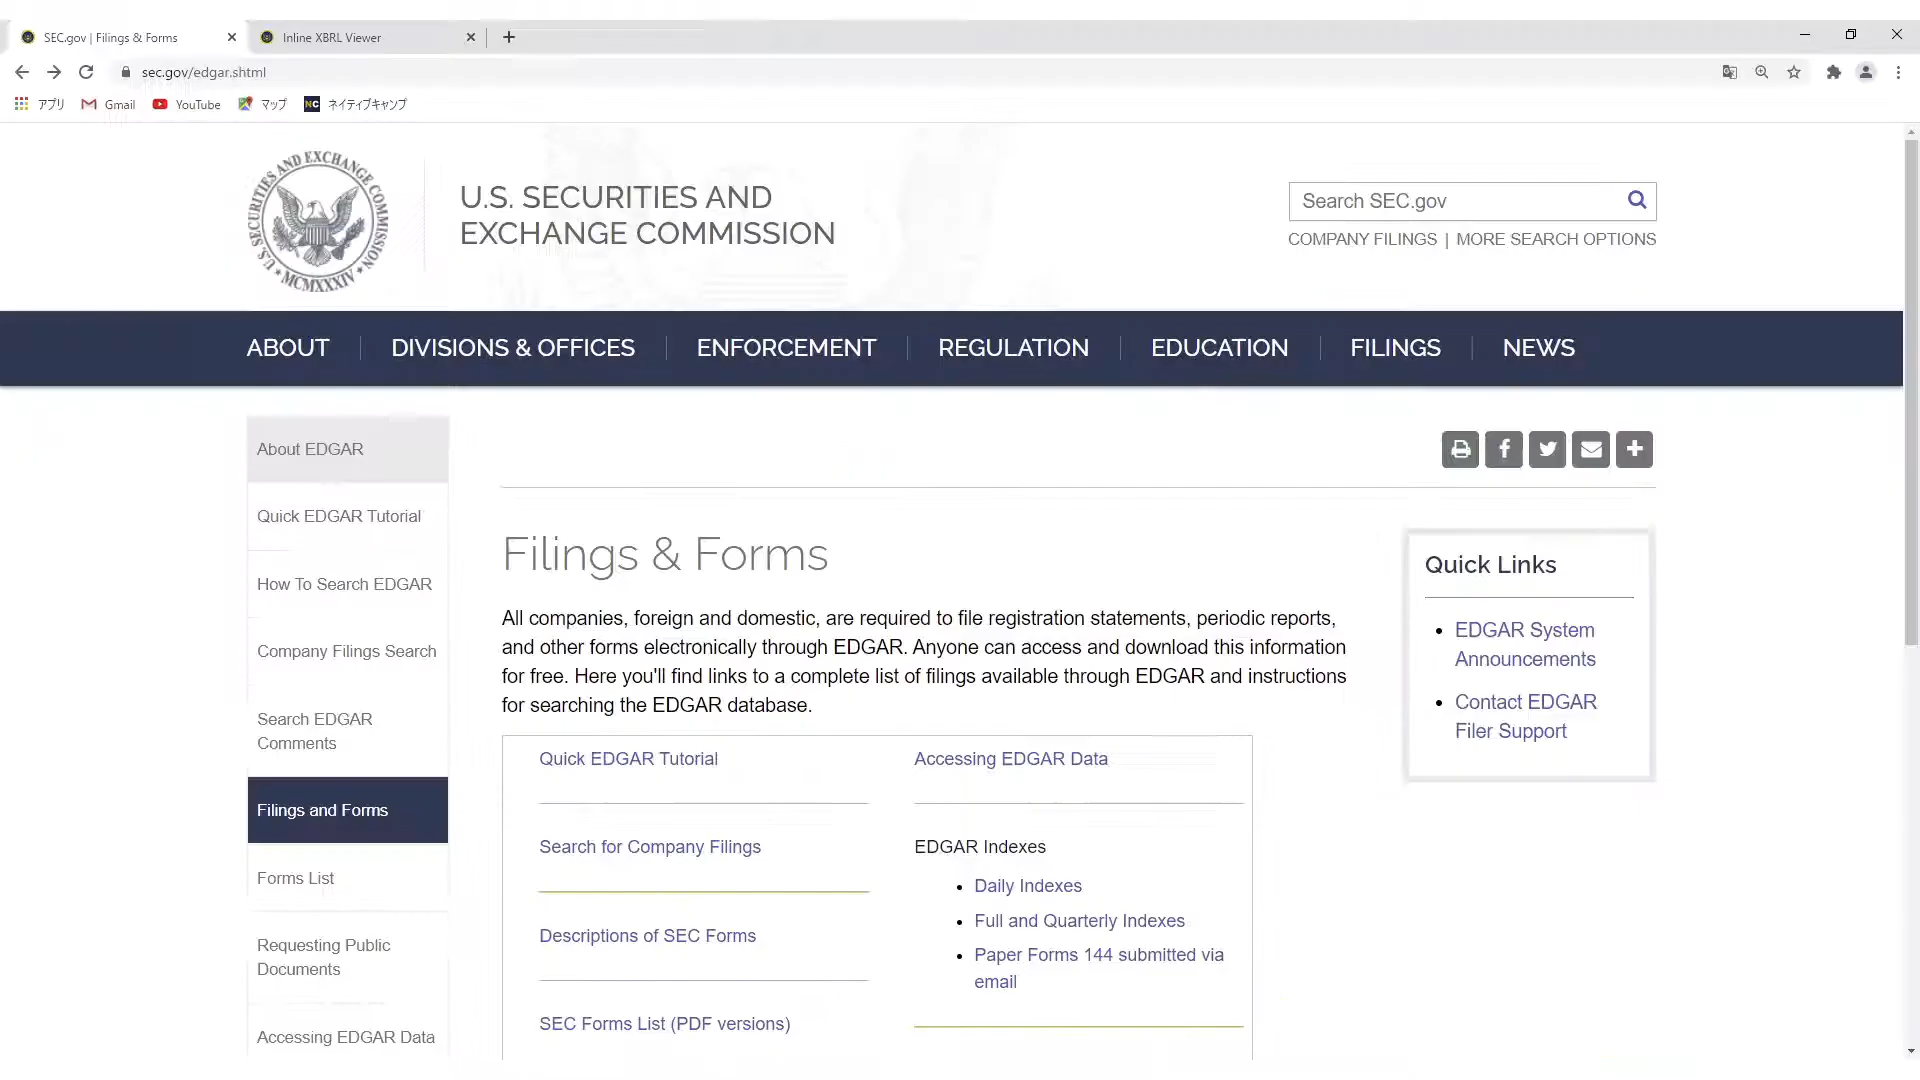 SEC.gov | Filings & Forms
Inline XBRL Viewer
sec.gov/edgar.shtml
アプリ
Gmail
YouTube
マップ
NC
ネイティブキャンプ
U.S. SECURITIES AND EXCHANGE COMMISSION
MCMXXXIV
U.S. SECURITIES AND
EXCHANGE COMMISSION
Search SEC.gov
COMPANY FILINGS | MORE SEARCH OPTIONS
ABOUT
DIVISIONS & OFFICES
ENFORCEMENT
REGULATION
EDUCATION
FILINGS
NEWS
About EDGAR
Quick EDGAR Tutorial
How To Search EDGAR
Company Filings Search
Search EDGAR
Comments
Filings and Forms
Forms List
Requesting Public
Documents
Accessing EDGAR Data
Filings & Forms
All companies, foreign and domestic, are required to file registration statements, periodic reports,
and other forms electronically through EDGAR. Anyone can access and download this information
for free. Here you'll find links to a complete list of filings available through EDGAR and instructions
for searching the EDGAR database.
Quick EDGAR Tutorial
Search for Company Filings
Descriptions of SEC Forms
SEC Forms List (PDF versions)
Accessing EDGAR Data
EDGAR Indexes
Daily Indexes
Full and Quarterly Indexes
Paper Forms 144 submitted via
email
Quick Links
EDGAR System
Announcements
Contact EDGAR
Filer Support